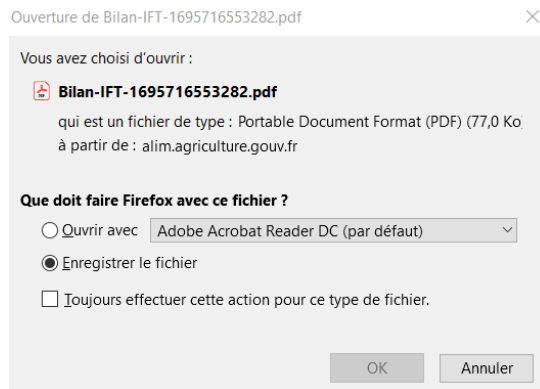 Ouverture de Bilan-IFT-1695716553282.pdf
Vous avez choisi d’ouvrir :
Bilan-IFT-1695716553282.pdf
qui est un fichier de type : Portable Document Format (PDF) (77,0 Ko
à partir de : alim.agriculture.gouv.fr
Que doit faire Firefox avec ce fichier ?
Ouvrir avec Adobe Acrobat Reader DC (par défaut)
Enregistrer le fichier
Toujours effectuer cette action pour ce type de fichier.
OK Annuler